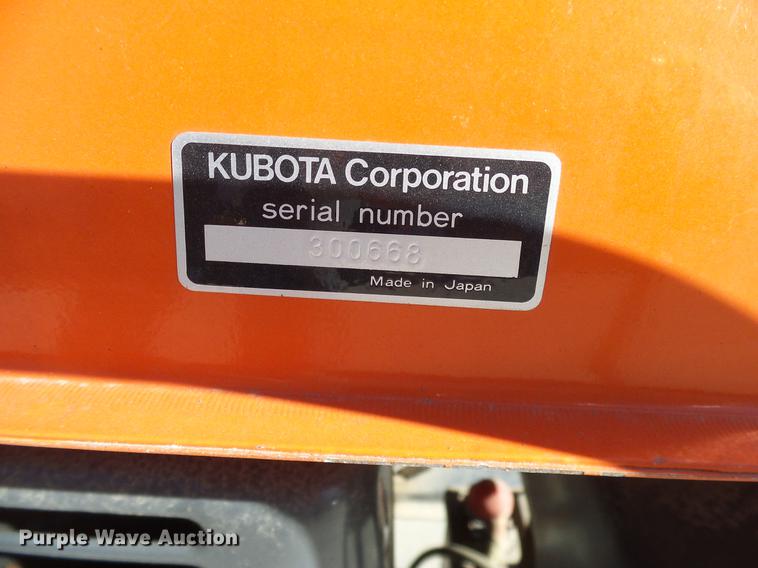 KUBOTA Corporation
serial number
300668
Made in Japan
Purple Wave Auction